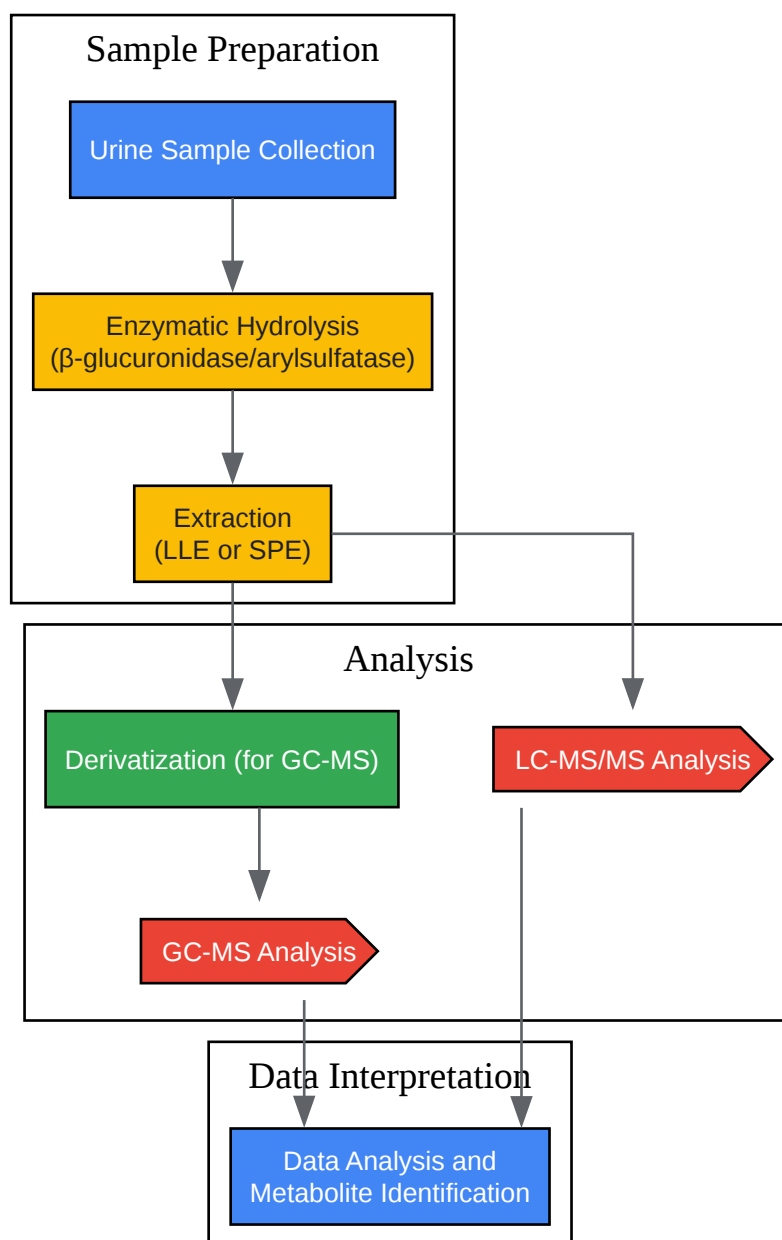 Sample Preparation
Urine Sample Collection
Enzymatic Hydrolysis
(β-glucuronidase/arylsulfatase)
Extraction
(LLE or SPE)
Analysis
Derivatization (for GC-MS)
LC-MS/MS Analysis
GC-MS Analysis
Data Interpretation
Data Analysis and
Metabolite Identification